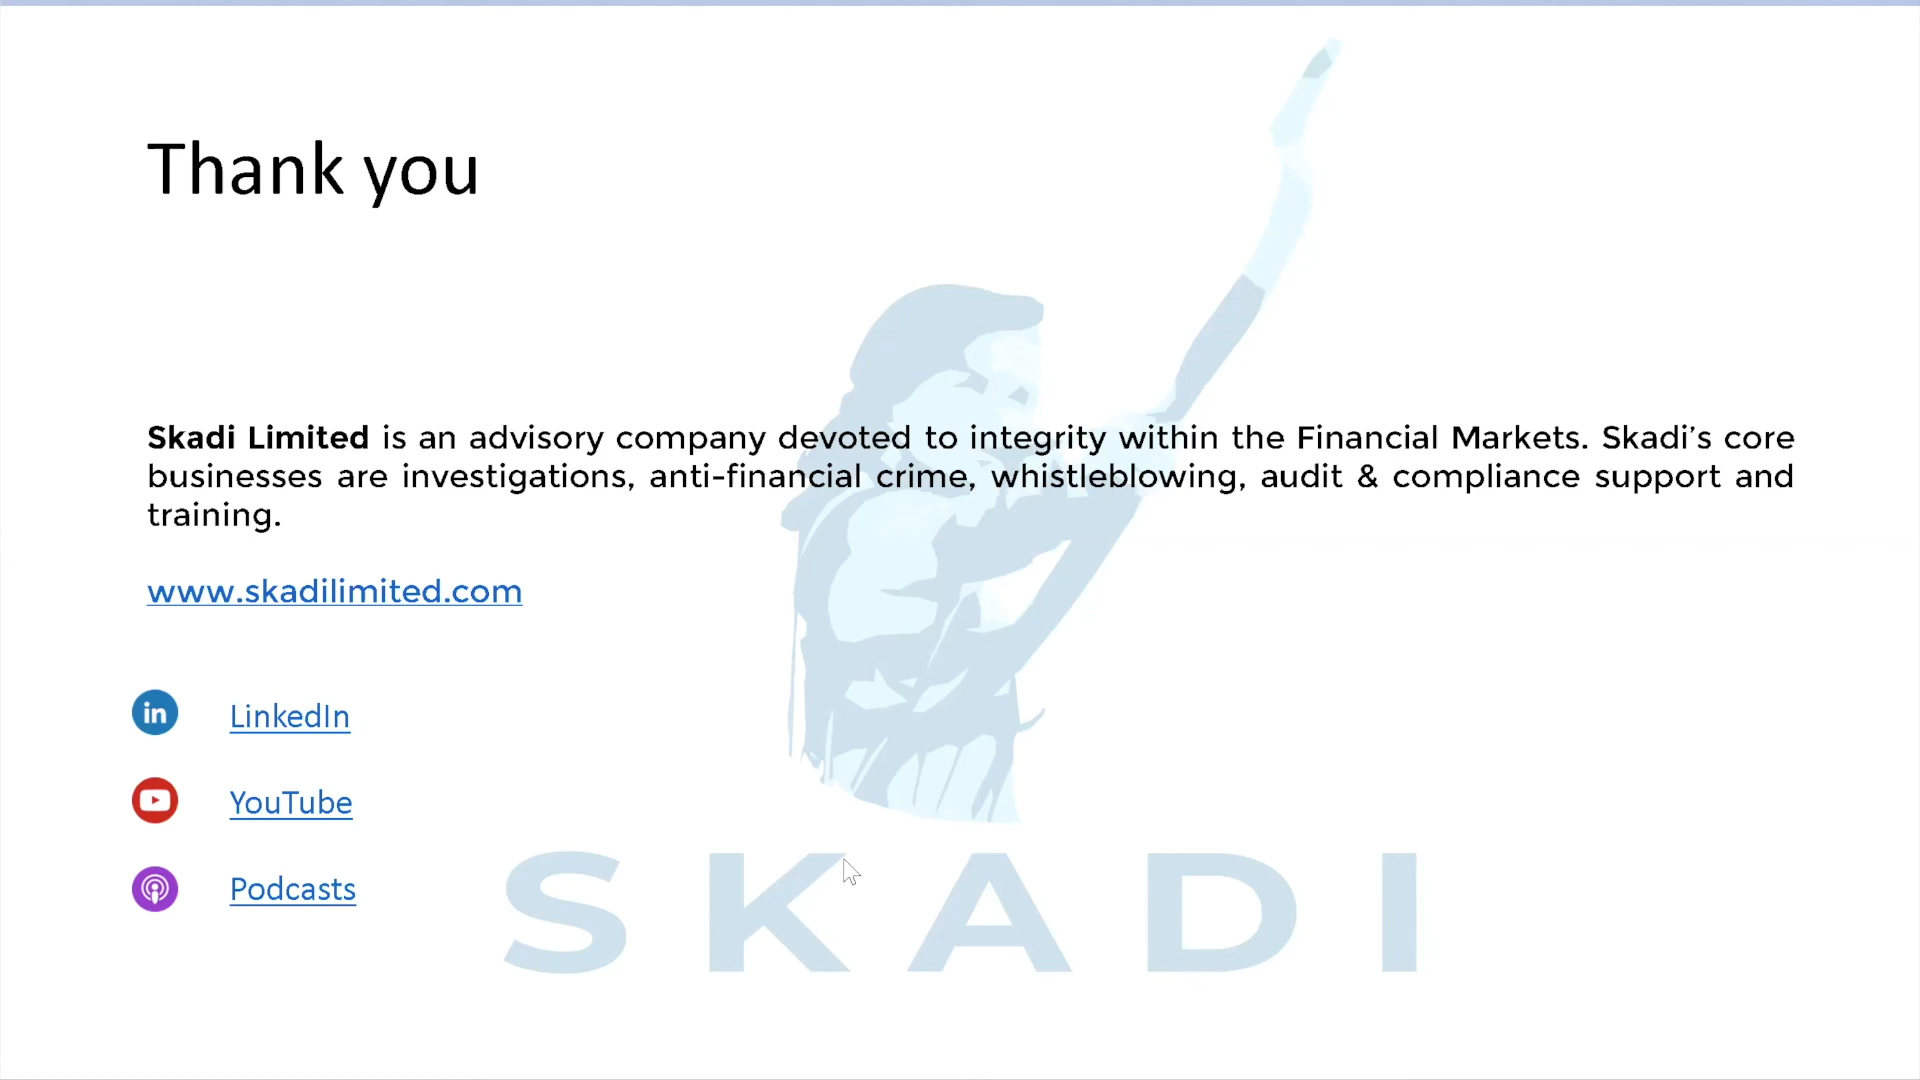 Thank you
Skadi Limited is an advisory company devoted to integrity within the Financial Markets. Skadi’s core
businesses are investigations, anti-financial crime, whistleblowing, audit & compliance support and
training.
www.skadilimited.com
in LinkedIn
YouTube
Podcasts
SKADI